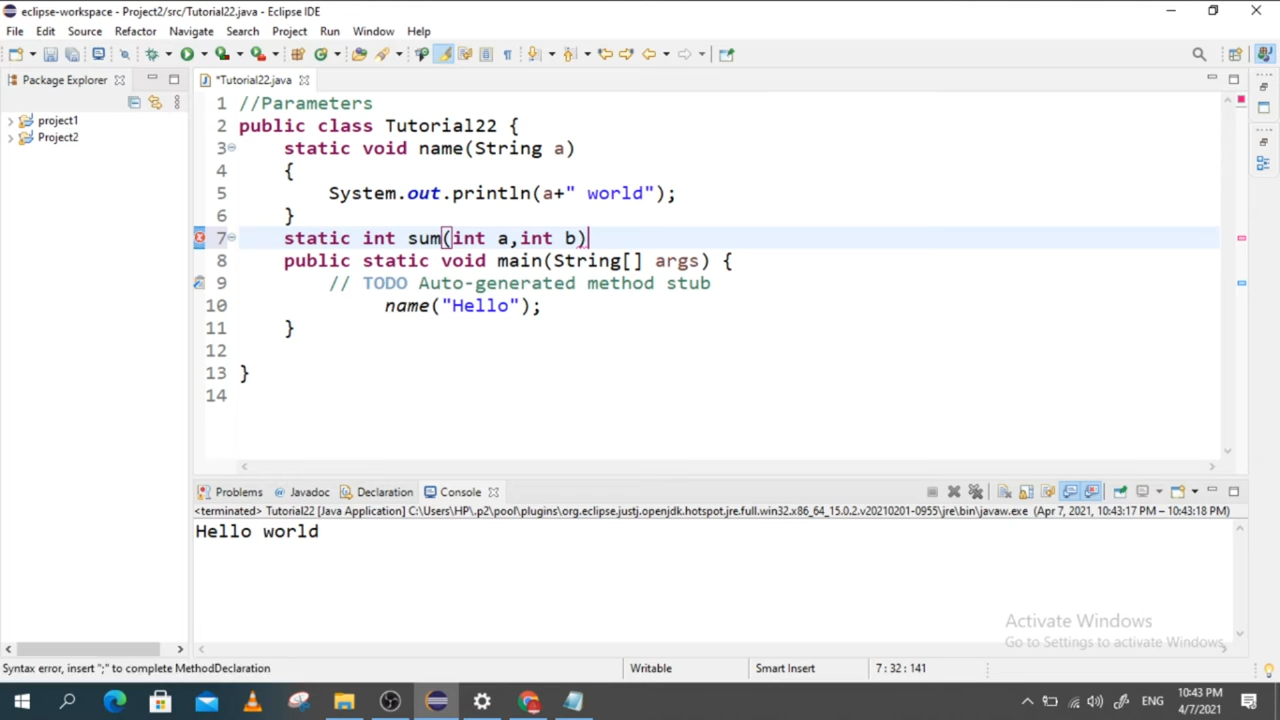 eclipse-workspace - Project2/src/Tutorial22.java - Eclipse IDE
File Edit Source Refactor Navigate Search Project Run Window Help
Package Explorer
*Tutorial22.java
project1
Project2
1 //Parameters
2 public class Tutorial22 {
3 static void name(String a)
4 {
5 System.out.println(a+" world");
6 }
7 static int sum(int a,int b)
8 public static void main(String[] args) {
9 // TODO Auto-generated method stub
10 name("Hello");
11 }
12
13 }
14
Problems @ Javadoc Declaration Console
<terminated> Tutorial22 [Java Application] C:\Users\HP\.p2\pool\plugins\org.eclipse.justj.openjdk.hotspot.jre.full.win32.x86_64_15.0.2.v20210201-0955\jre\bin\javaw.exe (Apr 7, 2021, 10:43:17 PM – 10:43:18 PM)
Hello world
Activate Windows
Go to Settings to activate Windows.
Syntax error, insert ";" to complete MethodDeclaration
Writable
Smart Insert
7 : 32 : 141
ENG
10:43 PM
4/7/2021